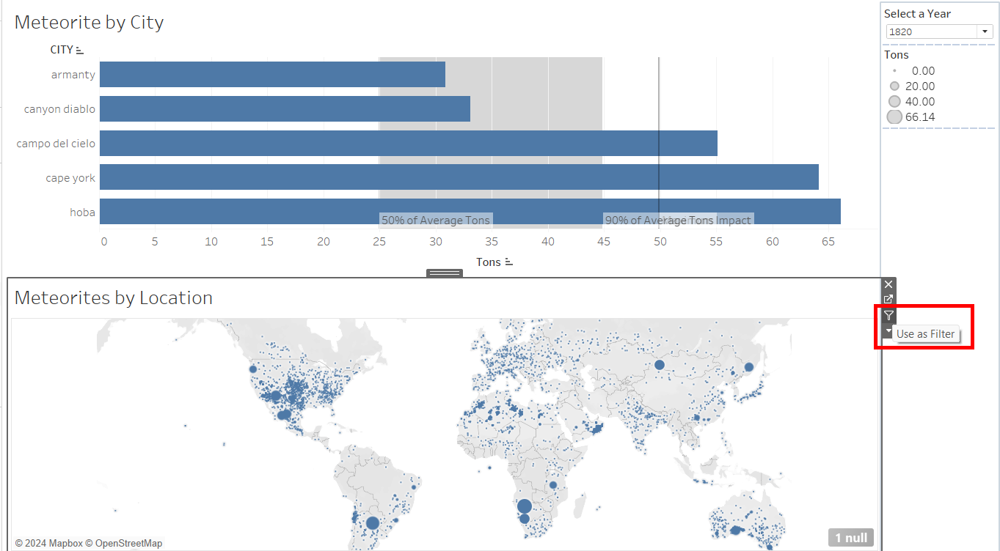 Meteorite by City
CITY
armanty
canyon diablo
campo del cielo
cape york
hoba
50% of Average Tons
90% of Average Tons Impact
0 5 10 15 20 25 30 35 40 45 50 55 60 65
Tons
Select a Year
1820
Tons
0.00
20.00
40.00
66.14
Meteorites by Location
Use as Filter
1 null
© 2024 Mapbox © OpenStreetMap